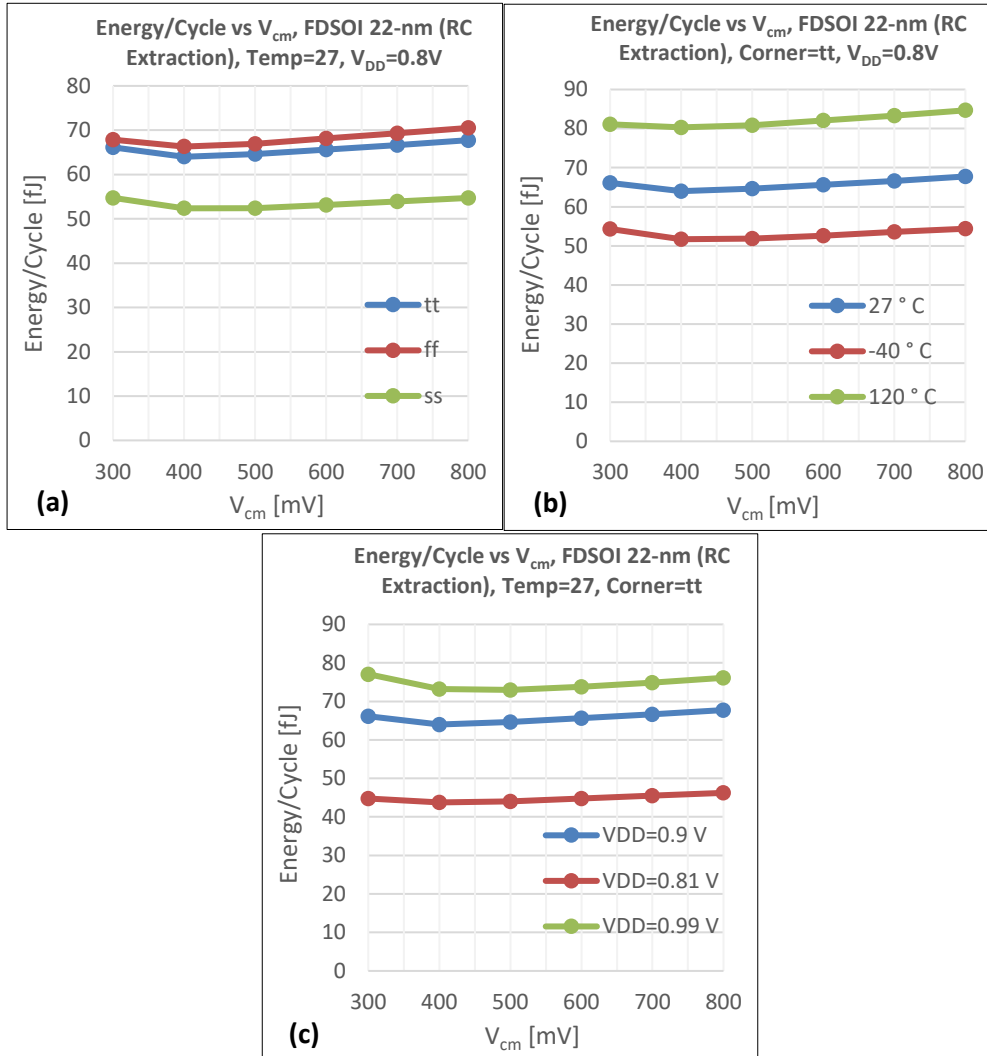 Energy/Cycle vs Vcm, FDSOI 22-nm (RC
Extraction), Temp=27, VDD=0.8V
80
70
60
50
40
30
20
10
0
Energy/Cycle [fJ]
tt
ff
ss
300 400 500 600 700 800
Vcm [mV]
(a)
Energy/Cycle vs Vcm, FDSOI 22-nm (RC
Extraction), Corner=tt, VDD=0.8V
90
80
70
60
50
40
30
20
10
0
Energy/Cycle [fJ]
27 ° C
-40 ° C
120 ° C
300 400 500 600 700 800
Vcm [mV]
(b)
Energy/Cycle vs Vcm, FDSOI 22-nm (RC
Extraction), Temp=27, Corner=tt
90
80
70
60
50
40
30
20
10
0
Energy/Cycle [fJ]
VDD=0.9 V
VDD=0.81 V
VDD=0.99 V
300 400 500 600 700 800
Vcm [mV]
(c)